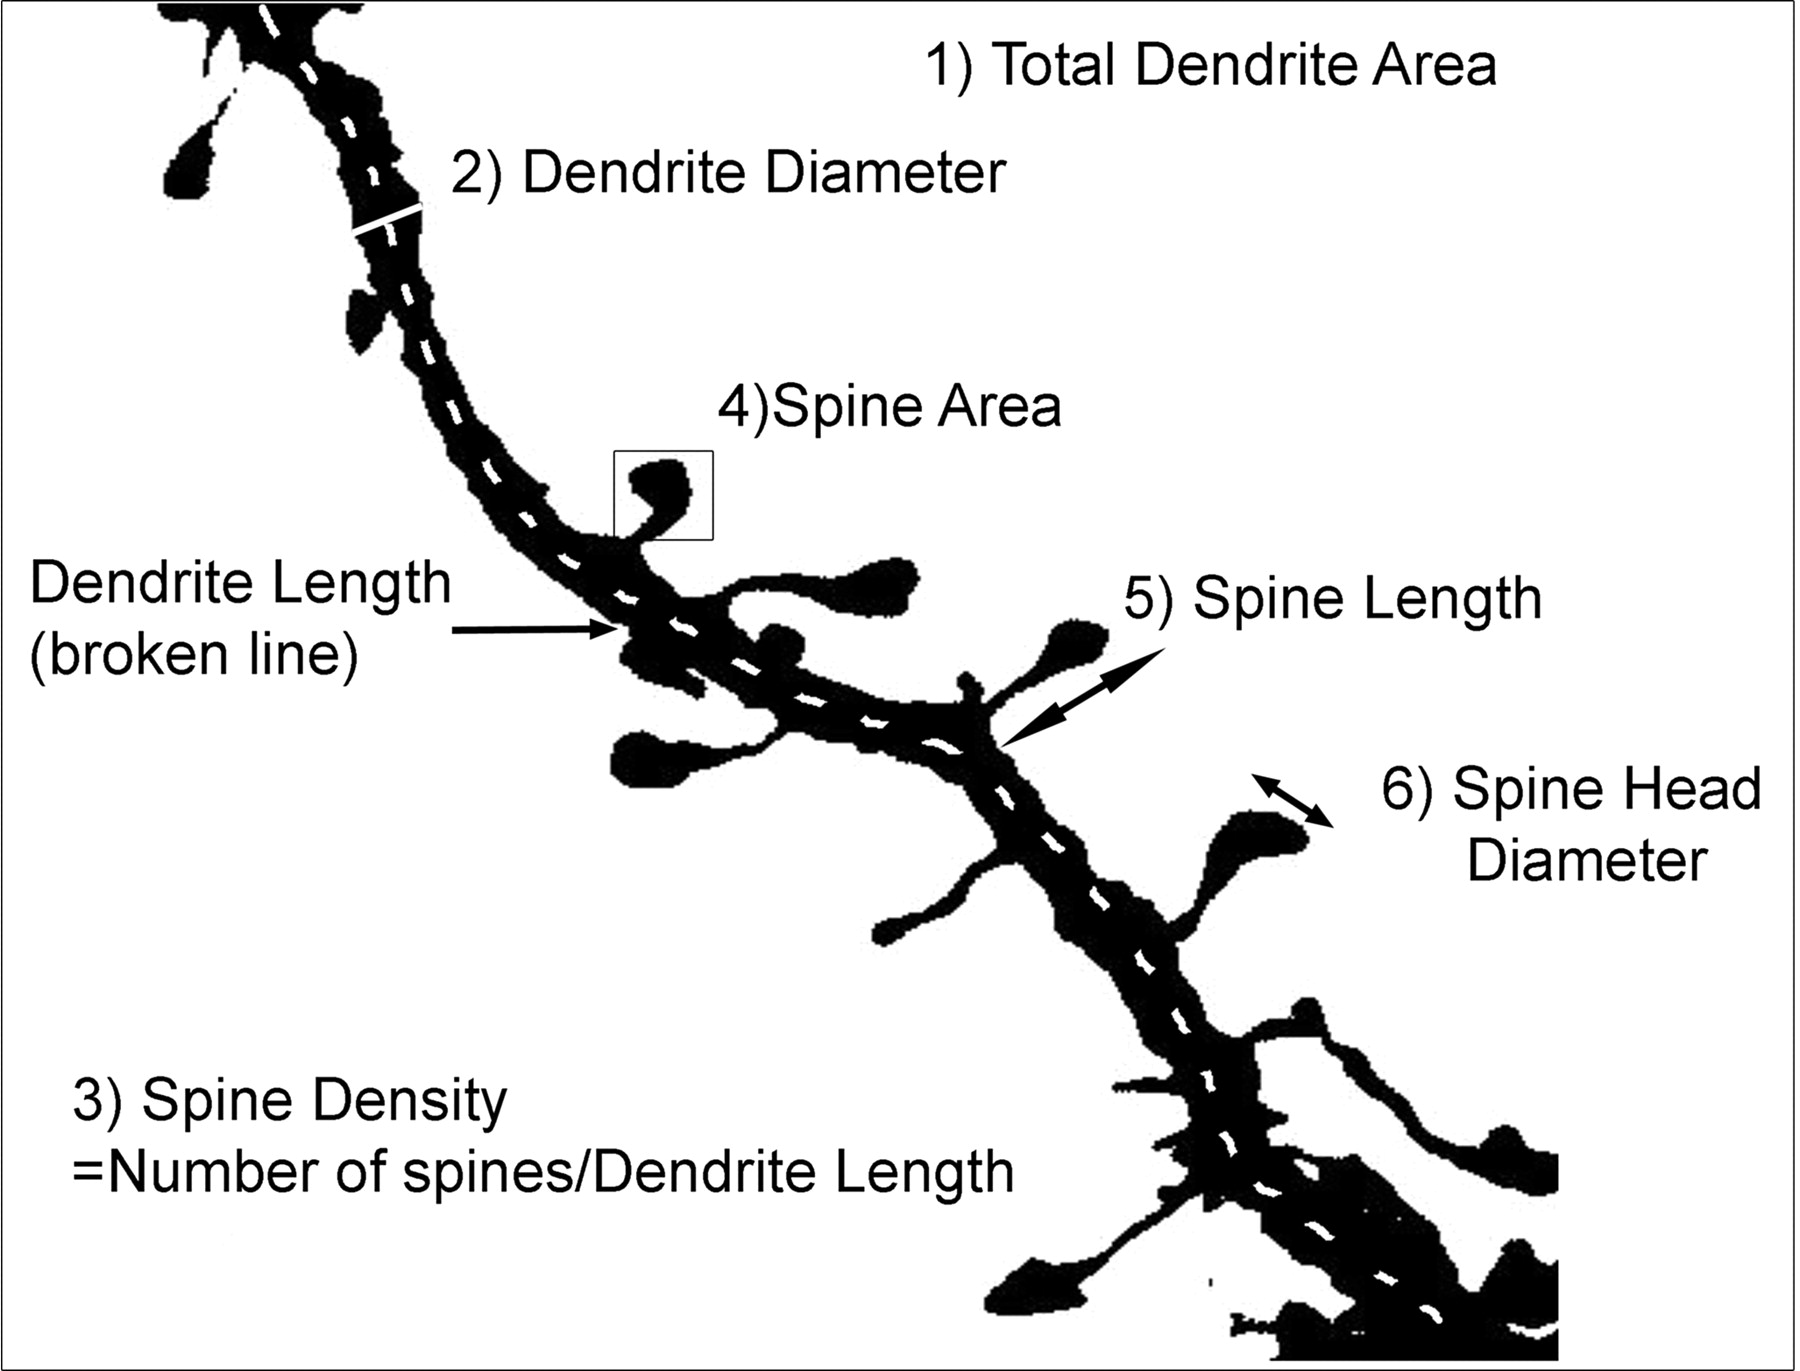 1) Total Dendrite Area
2) Dendrite Diameter
4)Spine Area
Dendrite Length
(broken line)
5) Spine Length
6) Spine Head
Diameter
3) Spine Density
=Number of spines/Dendrite Length